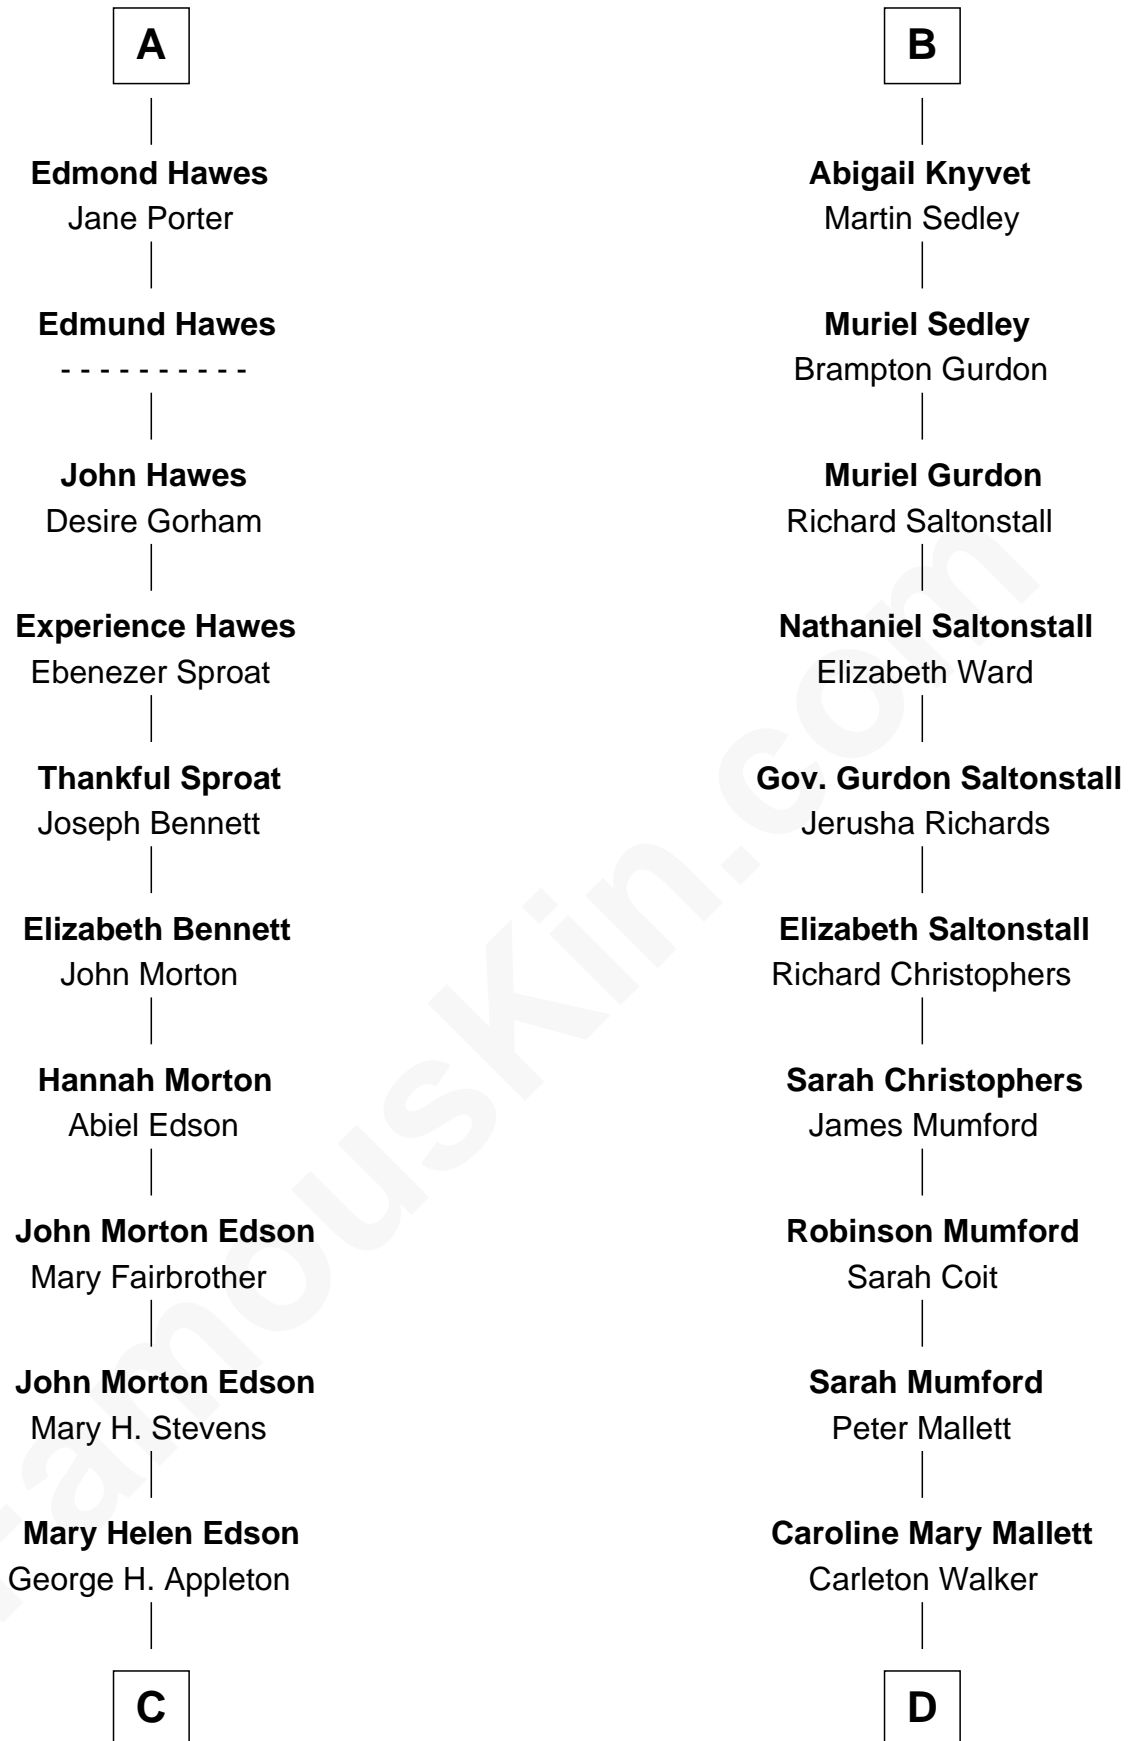 A
Edmond Hawes
Jane Porter
Edmund Hawes
- - - - - - - - - -
John Hawes
Desire Gorham
Experience Hawes
Ebenezer Sproat
Thankful Sproat
Joseph Bennett
Elizabeth Bennett
John Morton
Hannah Morton
Abiel Edson
John Morton Edson
Mary Fairbrother
John Morton Edson
Mary H. Stevens
Mary Helen Edson
George H. Appleton
C
B
Abigail Knyvet
Martin Sedley
Muriel Sedley
Brampton Gurdon
Muriel Gurdon
Richard Saltonstall
Nathaniel Saltonstall
Elizabeth Ward
Gov. Gurdon Saltonstall
Jerusha Richards
Elizabeth Saltonstall
Richard Christophers
Sarah Christophers
James Mumford
Robinson Mumford
Sarah Coit
Sarah Mumford
Peter Mallett
Caroline Mary Mallett
Carleton Walker
D
FamousKin.com